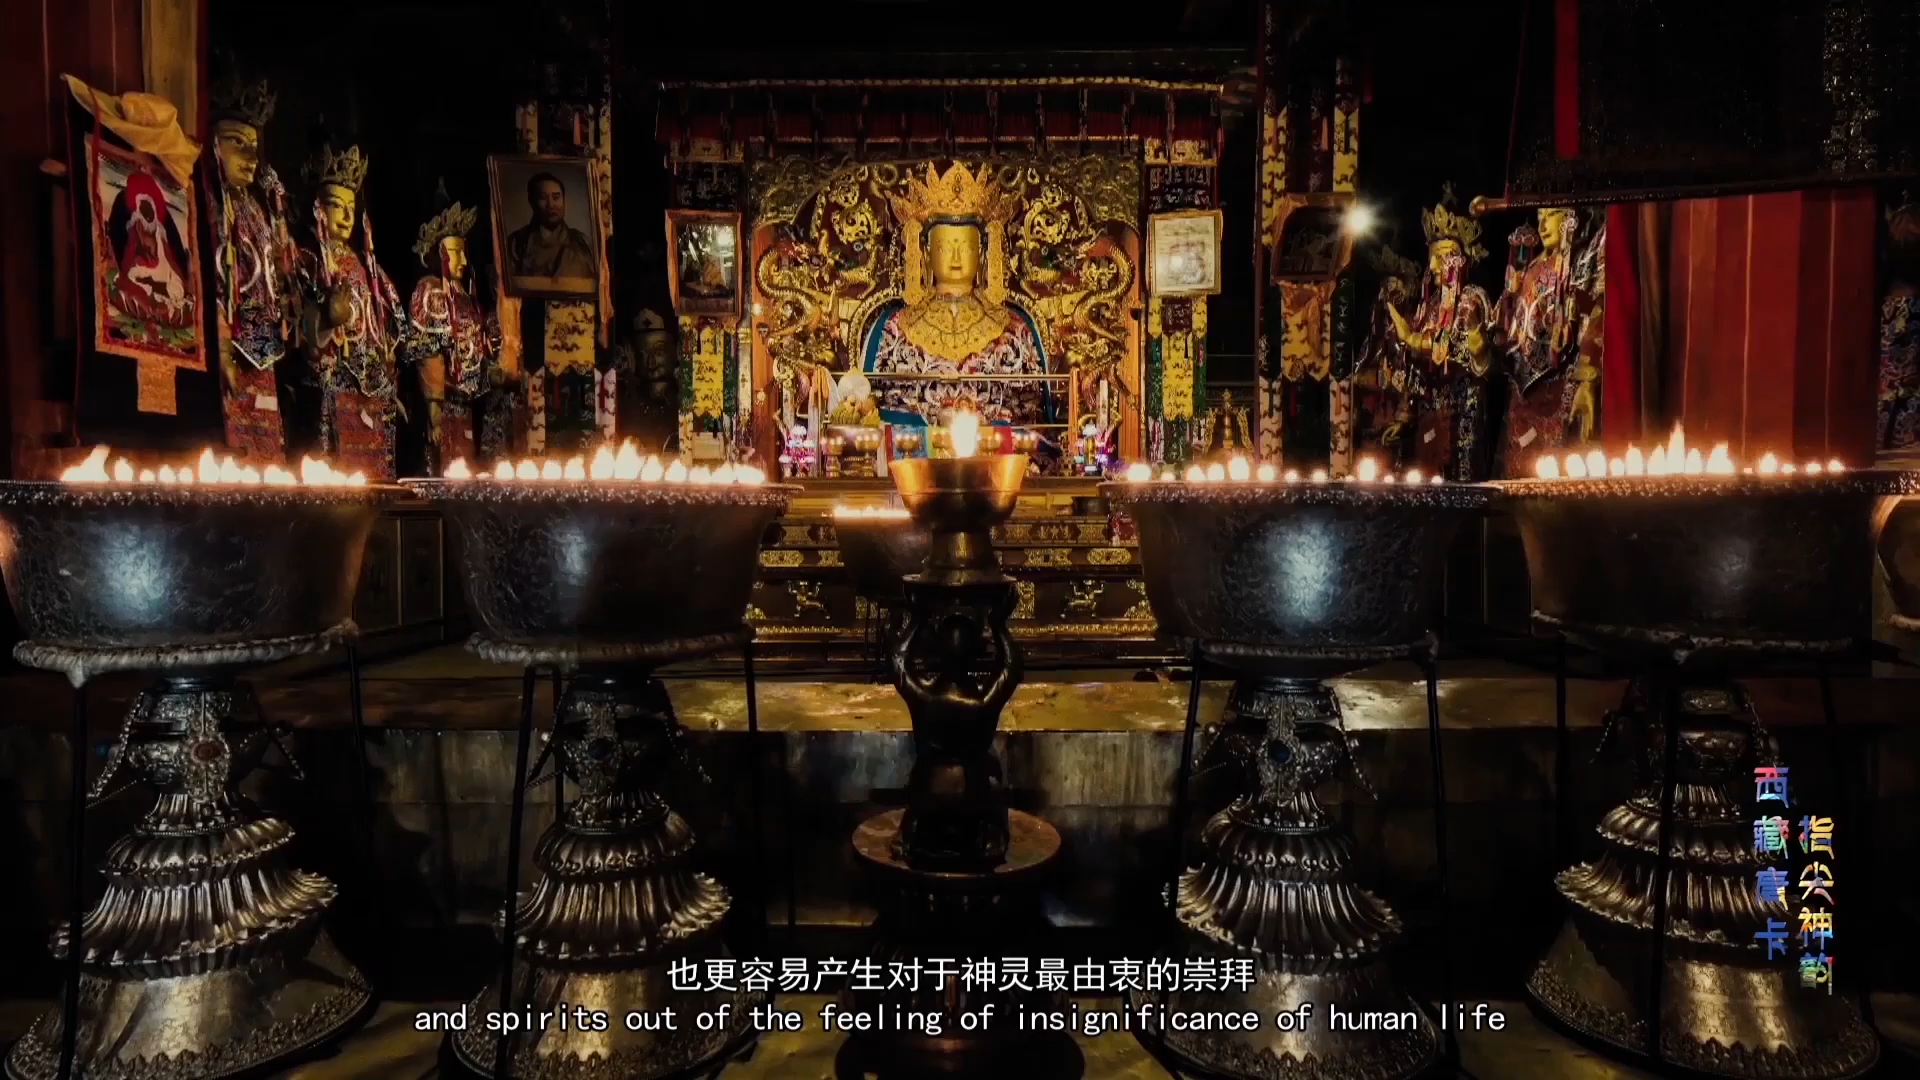 也更容易产生对于神灵最由衷的崇拜
and spirits out of the feeling of insignificance of human life
指尖神韵
西藏唐卡